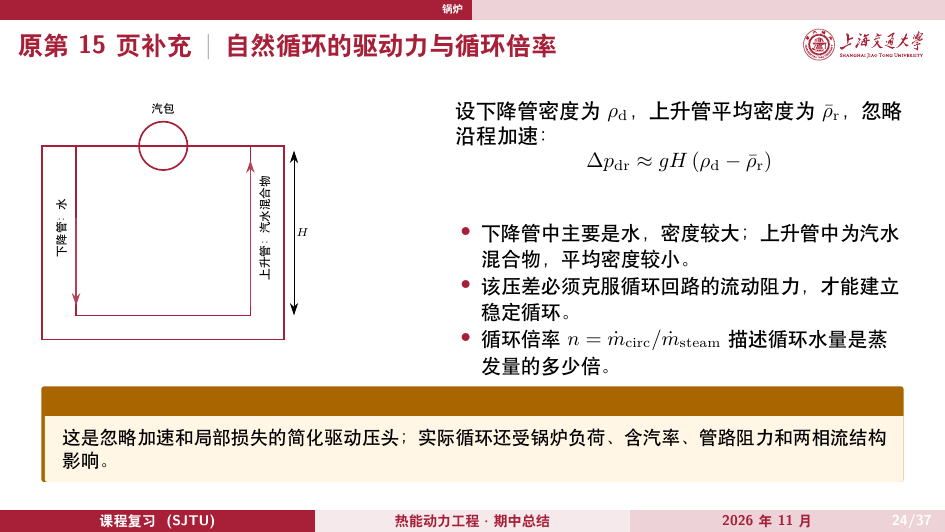 锅炉
原第 15 页补充 | 自然循环的驱动力与循环倍率
上海交通大学
SHANGHAI JIAO TONG UNIVERSITY
汽包
下降管：水
上升管：汽水混合物
H
设下降管密度为 ρd，上升管平均密度为 ρ̄r，忽略
沿程加速：
Δpdr ≈ gH (ρd − ρ̄r)
• 下降管中主要是水，密度较大；上升管中为汽水
混合物，平均密度较小。
• 该压差必须克服循环回路的流动阻力，才能建立
稳定循环。
• 循环倍率 n = ṁcirc/ṁsteam 描述循环水量是蒸
发量的多少倍。
这是忽略加速和局部损失的简化驱动压头；实际循环还受锅炉负荷、含汽率、管路阻力和两相流结构
影响。
课程复习（SJTU）
热能动力工程 · 期中总结
2026 年 11 月
24/37